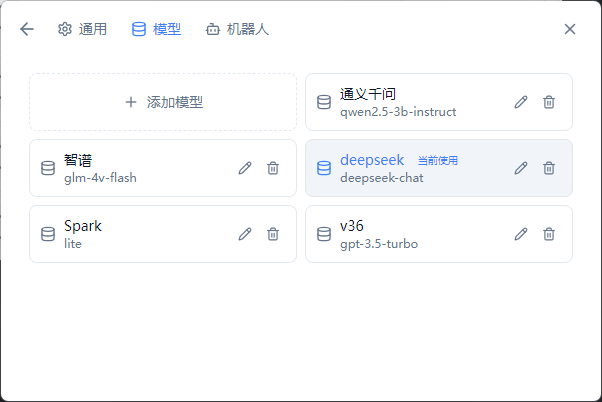 通用 模型 机器人
添加模型
通义千问
qwen2.5-3b-instruct
智谱
glm-4v-flash
deepseek 当前使用
deepseek-chat
Spark
lite
v36
gpt-3.5-turbo